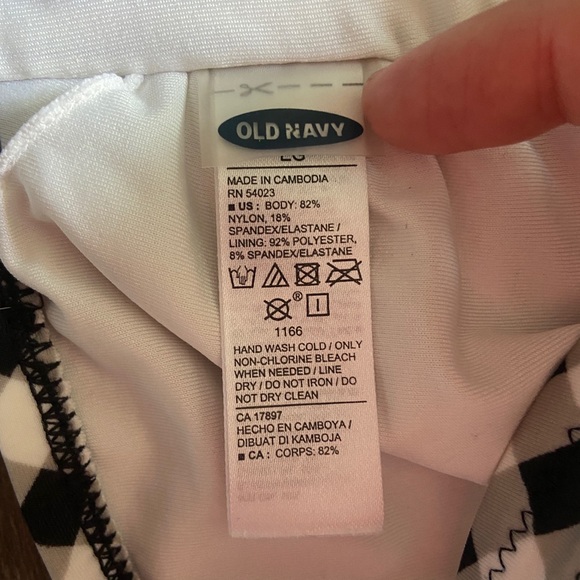 OLD NAVY
MADE IN CAMBODIA
RN 54023
■ US : BODY: 82%
NYLON, 18%
SPANDEX/ELASTANE /
LINING: 92% POLYESTER,
8% SPANDEX/ELASTANE
®
1166
HAND WASH COLD / ONLY
NON-CHLORINE BLEACH
WHEN NEEDED / LINE
DRY / DO NOT IRON / DO
NOT DRY CLEAN
CA 17897
HECHO EN CAMBOYA /
DIBUAT DI KAMBOJA
■ CA : CORPS: 82%